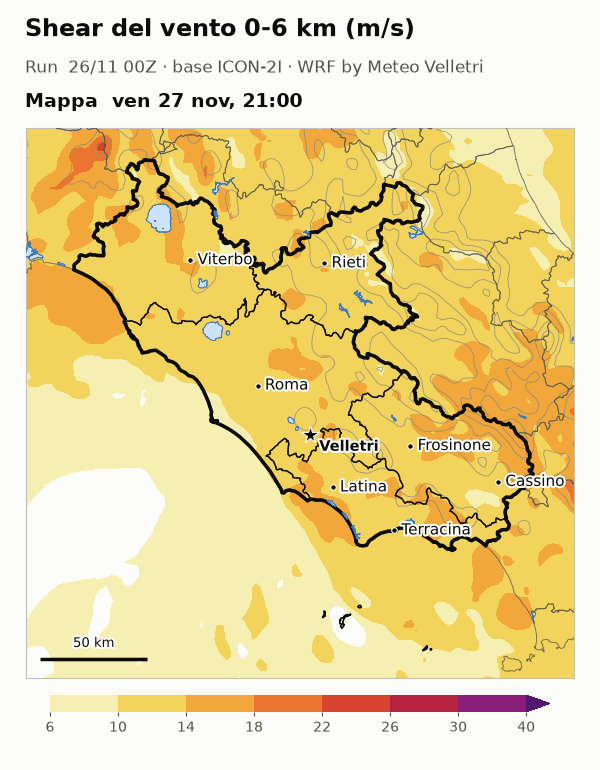 Shear del vento 0-6 km (m/s)
Run  26/11 00Z · base ICON-2I · WRF by Meteo Velletri
Mappa  ven 27 nov, 21:00
Viterbo
Rieti
Roma
Velletri
Frosinone
Cassino
Latina
Terracina
50 km
6 10 14 18 22 26 30 40